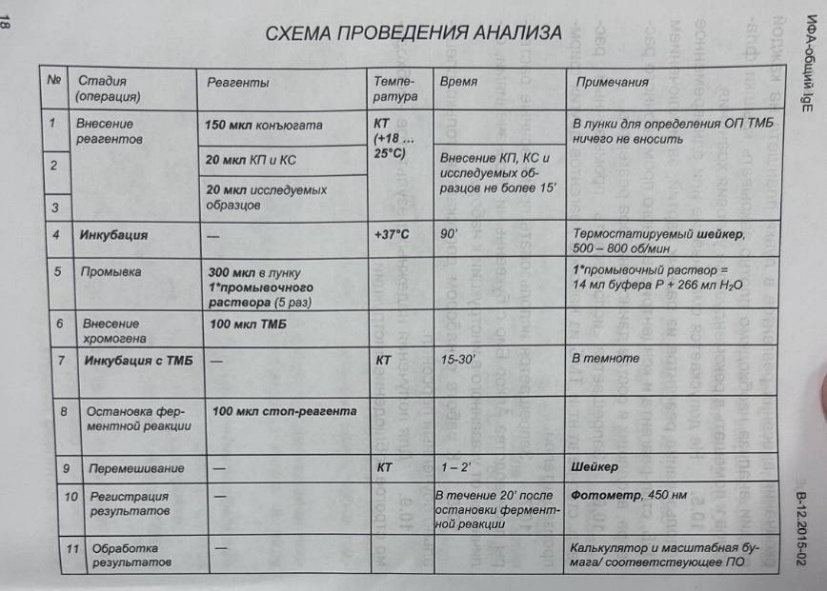 18
СХЕМА ПРОВЕДЕНИЯ АНАЛИЗА
ИФА-общий IgE
№ Стадия (операция) Реагенты Темпе-ратура Время Примечания
1 Внесение реагентов 150 мкл конъюгата КТ (+18 ... 25°С) В лунки для определения ОП ТМБ ничего не вносить
2 20 мкл КП и КС Внесение КП, КС и исследуемых об-разцов не более 15'
3 20 мкл исследуемых образцов
4 Инкубация — +37°С 90' Термостатируемый шейкер, 500 – 800 об/мин
5 Промывка 300 мкл в лунку 1*промывочного раствора (5 раз) 1*промывочный раствор = 14 мл буфера Р + 266 мл H₂O
6 Внесение хромогена 100 мкл ТМБ
7 Инкубация с ТМБ — КТ 15-30' В темноте
8 Остановка фер-ментной реакции 100 мкл стоп-реагента
9 Перемешивание — КТ 1 – 2' Шейкер
10 Регистрация результатов — В течение 20' после остановки фермент-ной реакции Фотометр, 450 нм
11 Обработка результатов — Калькулятор и масштабная бу-мага/ соответствующее ПО
В-12.2015-02